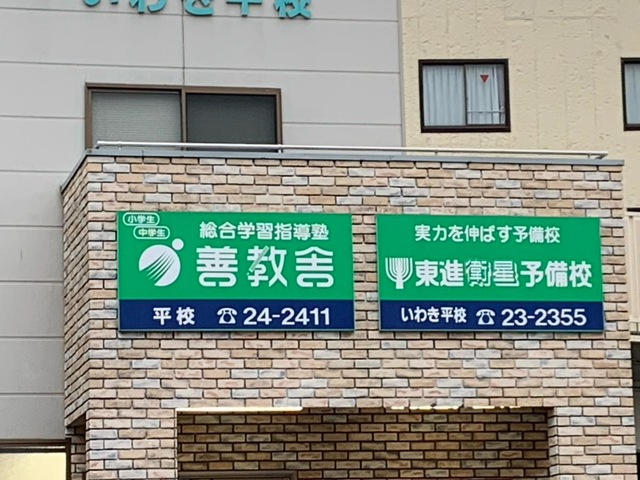 いわき平校
小学生
中学生
総合学習指導塾
善教舎
平校 ☎ 24-2411
実力を伸ばす予備校
東進衛星予備校
いわき平校 ☎ 23-2355